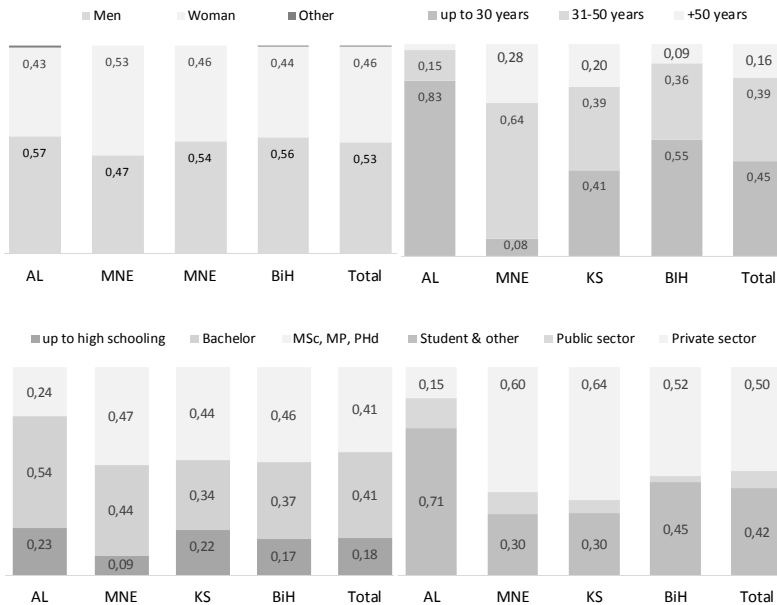 Men Woman Other
0,43 0,53 0,46 0,44 0,46
0,57 0,47 0,54 0,56 0,53
AL MNE MNE BiH Total
up to 30 years 31-50 years +50 years
0,15 0,28 0,20 0,09 0,16
0,83 0,64 0,39 0,36 0,39
0,08 0,41 0,55 0,45
AL MNE KS BIH Total
up to high schooling Bachelor MSc, MP, PHd
0,24 0,47 0,44 0,46 0,41
0,54 0,44 0,34 0,37 0,41
0,23 0,09 0,22 0,17 0,18
AL MNE KS BiH Total
Student & other Public sector Private sector
0,15 0,60 0,64 0,52 0,50
0,71 0,30 0,30 0,45 0,42
AL MNE KS BiH Total